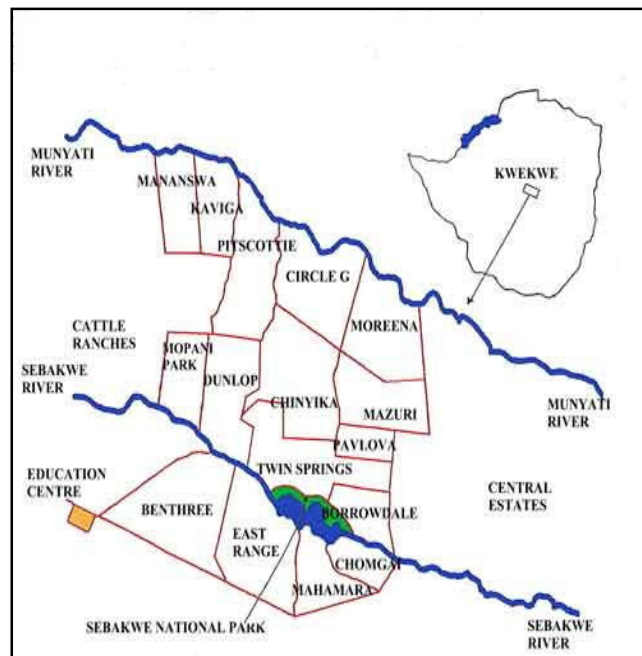 MUNYATI
RIVER
MANANSWA
KAVIGA
KWEKWE
PITSCOTTIE
CIRCLE G
MOREENA
CATTLE
RANCHES
MOPANI
PARK
SEBAKWE
RIVER
DUNLOP
CHINYIKA
MAZURI
MUNYATI
RIVER
PAVLOVA
EDUCATION
CENTRE
TWIN SPRINGS
CENTRAL
ESTATES
BENTHREE
BORROWDALE
EAST
RANGE
CHOMGAI
MAHAMARA
SEBAKWE NATIONAL PARK
SEBAKWE
RIVER